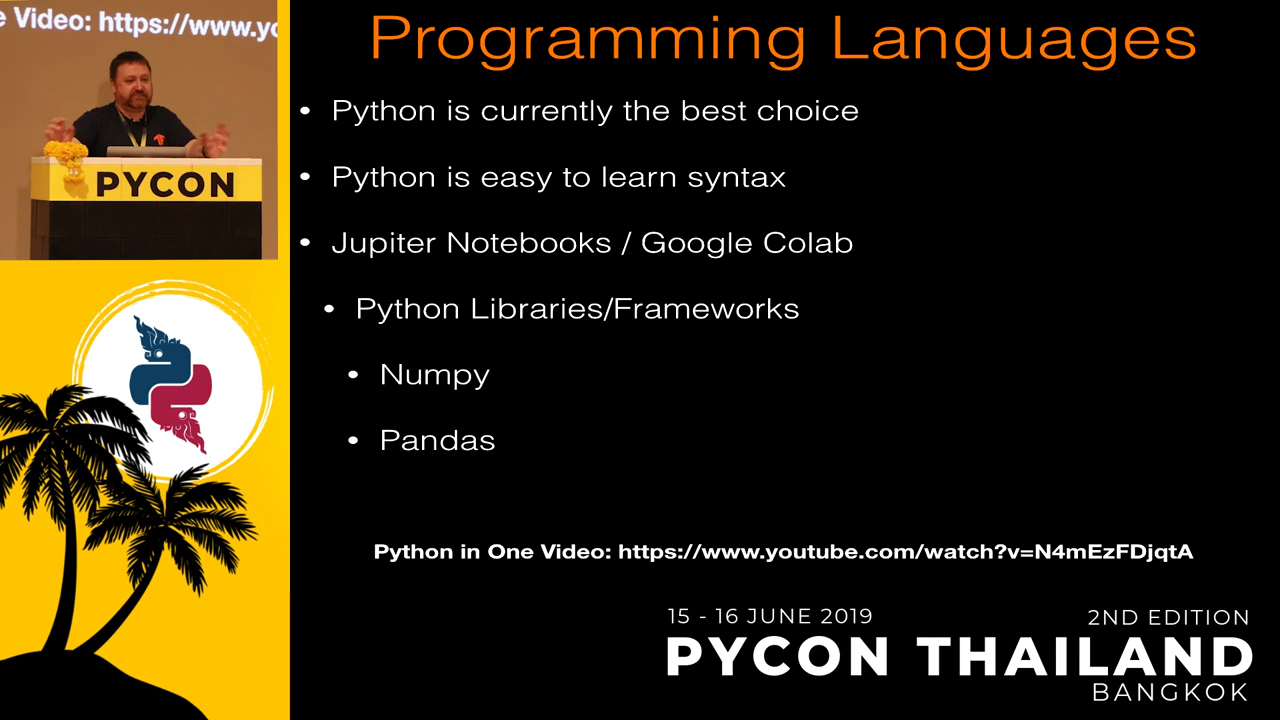 e Video: https://www.yo
PYCON
Programming Languages
• Python is currently the best choice
• Python is easy to learn syntax
• Jupiter Notebooks / Google Colab
• Python Libraries/Frameworks
• Numpy
• Pandas
Python in One Video: https://www.youtube.com/watch?v=N4mEzFDjqtA
15 - 16 JUNE 2019
2ND EDITION
PYCON THAILAND
BANGKOK